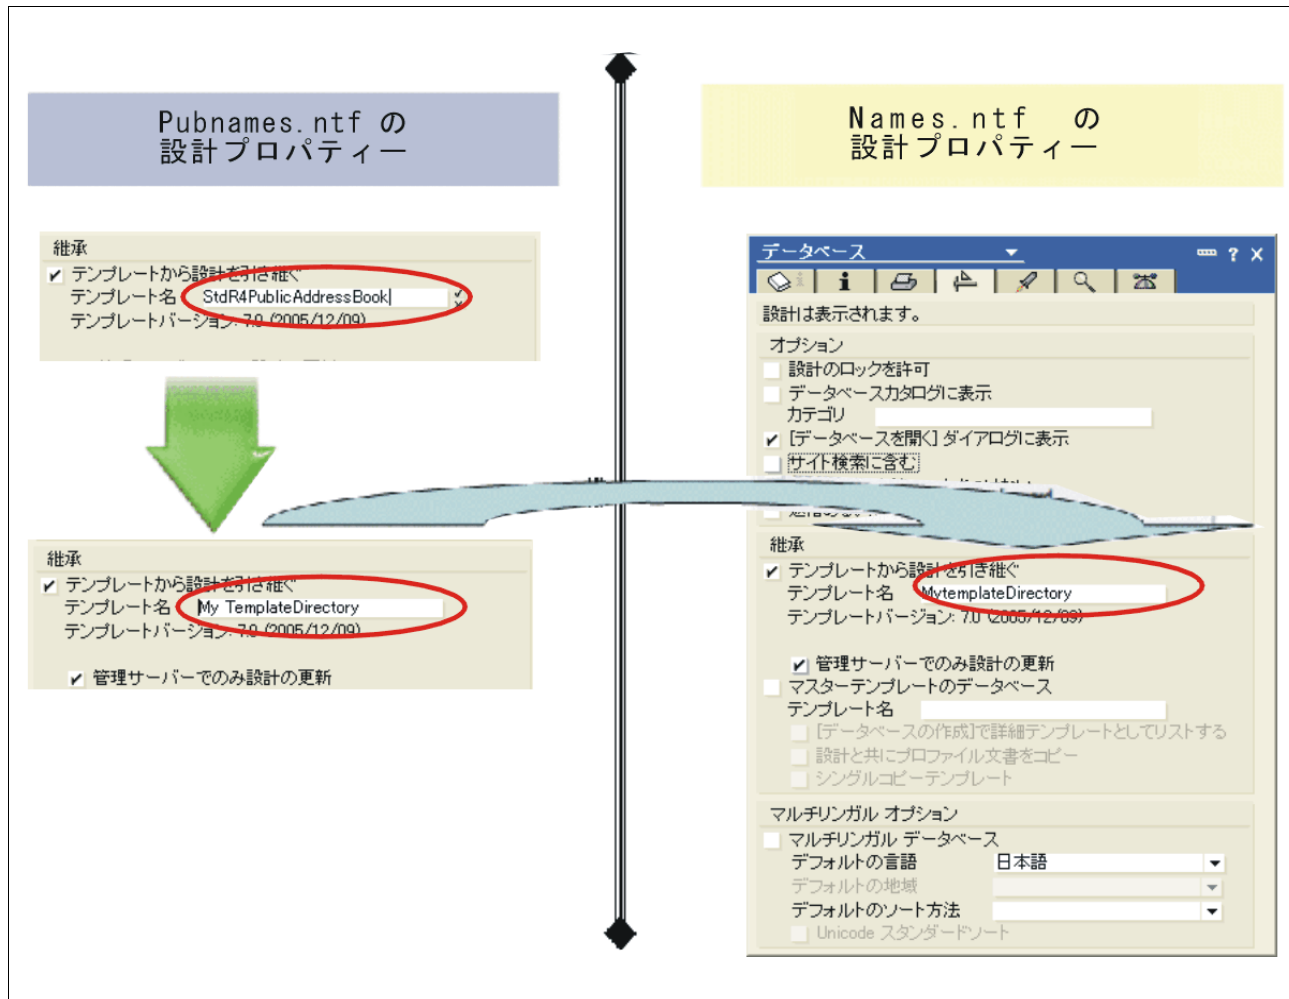 Pubnames.ntf の
設計プロパティー
継承
テンプレートから設計を引き継ぐ
テンプレート名 StdR4PublicAddressBook
テンプレートバージョン: 7.0 (2005/12/09)
継承
テンプレートから設計を引き継ぐ
テンプレート名 My TemplateDirectory
テンプレートバージョン: 7.0 (2005/12/09)
管理サーバーでのみ設計の更新
Names.ntf の
設計プロパティー
データベース
設計は表示されます。
オプション
設計のロックを許可
データベースカタログに表示
カテゴリ
[データベースを開く] ダイアログに表示
サイト検索に含む
継承
テンプレートから設計を引き継ぐ
テンプレート名 MytemplateDirectory
テンプレートバージョン: 7.0 (2005/12/09)
管理サーバーでのみ設計の更新
マスターテンプレートのデータベース
テンプレート名
[データベースの作成]で詳細テンプレートとしてリストする
設計と共にプロファイル文書をコピー
シングルコピーテンプレート
マルチリンガル オプション
マルチリンガル データベース
デフォルトの言語 日本語
デフォルトの地域
デフォルトのソート方法
Unicode スタンダードソート